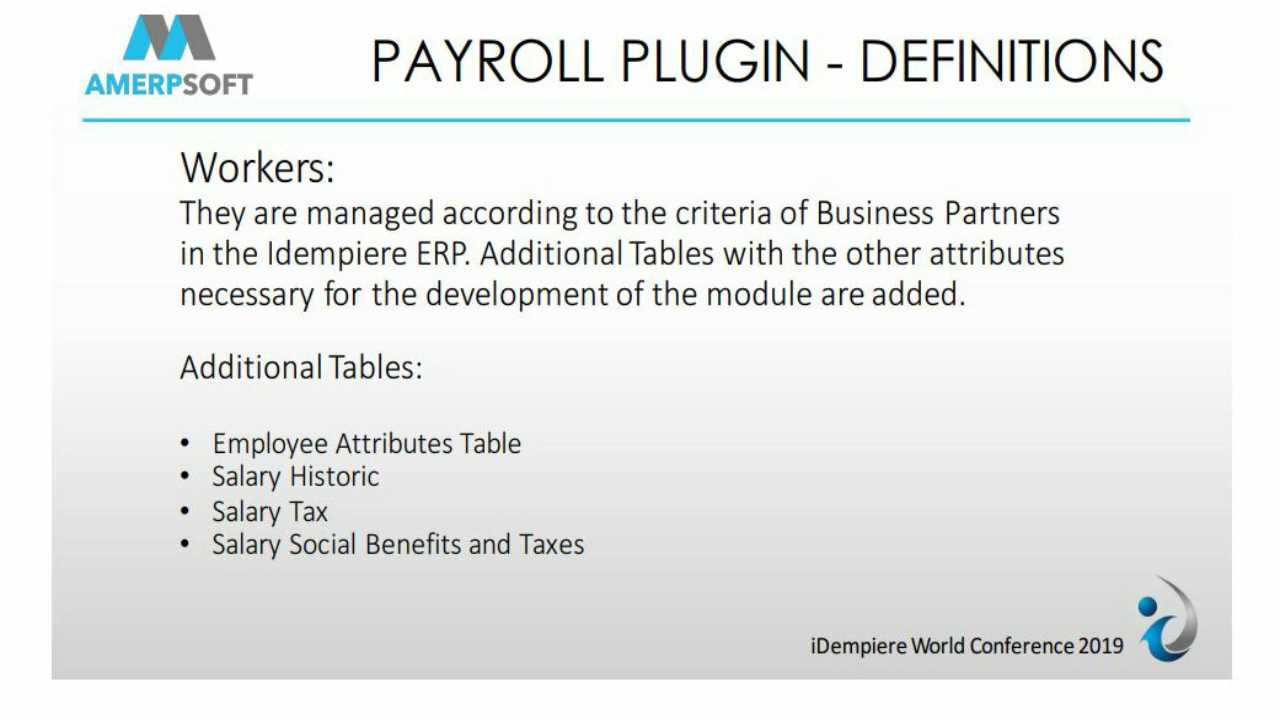 AMERPSOFT
PAYROLL PLUGIN - DEFINITIONS
Workers:
They are managed according to the criteria of Business Partners
in the Idempiere ERP. Additional Tables with the other attributes
necessary for the development of the module are added.
Additional Tables:
• Employee Attributes Table
• Salary Historic
• Salary Tax
• Salary Social Benefits and Taxes
iDempiere World Conference 2019